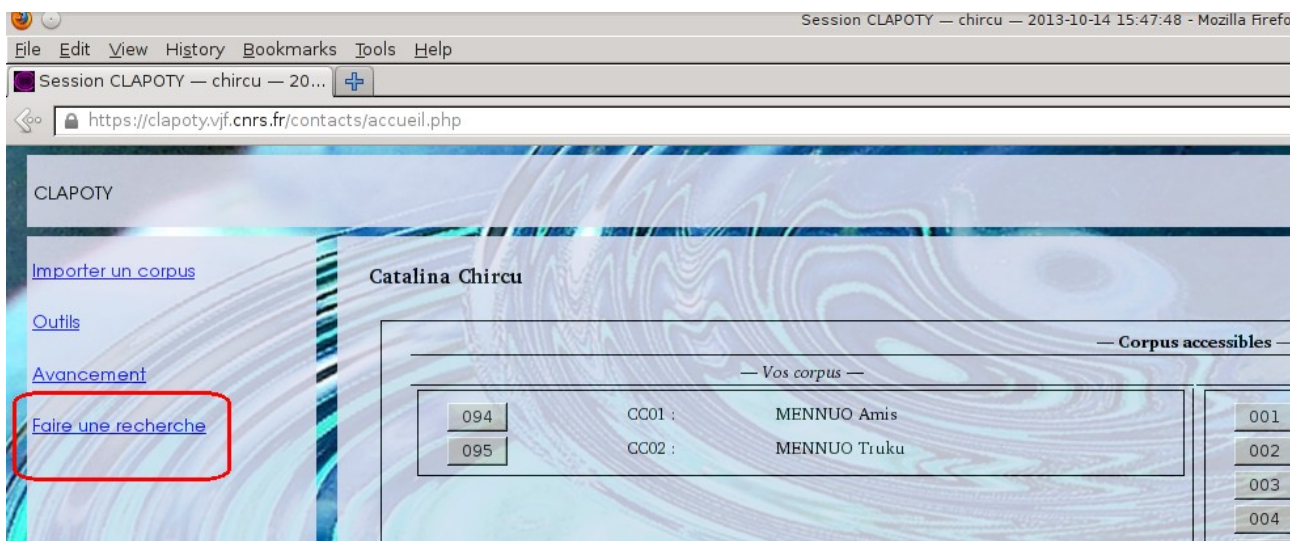 Session CLAPOTY — chircu — 2013-10-14 15:47:48 - Mozilla Firefo
File Edit View History Bookmarks Tools Help
Session CLAPOTY — chircu — 20...
https://clapoty.vjf.cnrs.fr/contacts/accueil.php
CLAPOTY
Importer un corpus
Outils
Avancement
Faire une recherche
Catalina Chircu
— Corpus accessibles —
— Vos corpus —
094 CC01 : MENNUO Amis
095 CC02 : MENNUO Truku
001
002
003
004